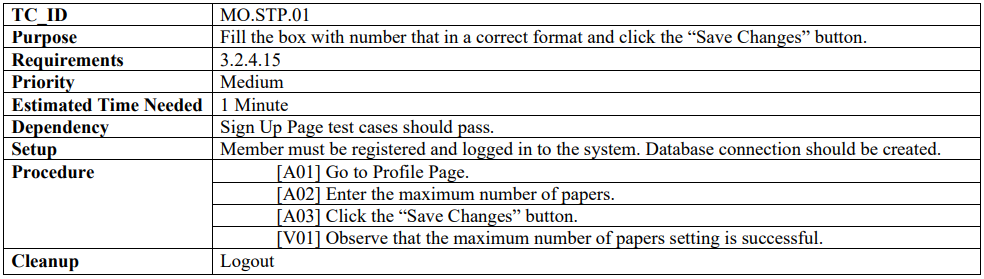 TC_ID MO.STP.01
Purpose Fill the box with number that in a correct format and click the “Save Changes” button.
Requirements 3.2.4.15
Priority Medium
Estimated Time Needed 1 Minute
Dependency Sign Up Page test cases should pass.
Setup Member must be registered and logged in to the system. Database connection should be created.
Procedure [A01] Go to Profile Page.
[A02] Enter the maximum number of papers.
[A03] Click the “Save Changes” button.
[V01] Observe that the maximum number of papers setting is successful.
Cleanup Logout